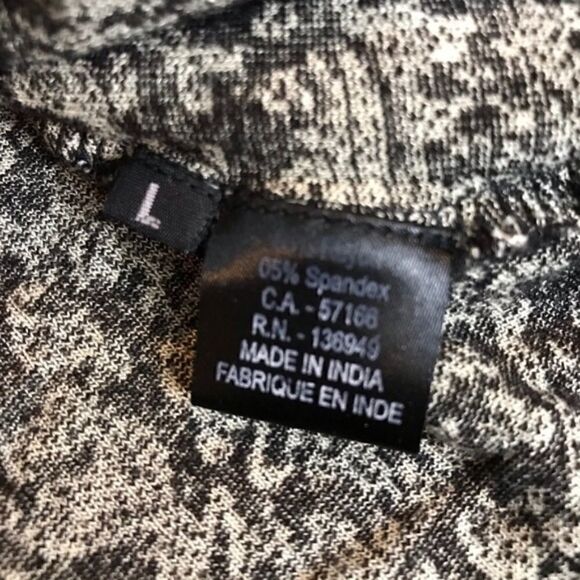 L
05% Spandex
C.A. - 57166
R.N. - 136949
MADE IN INDIA
FABRIQUE EN INDE